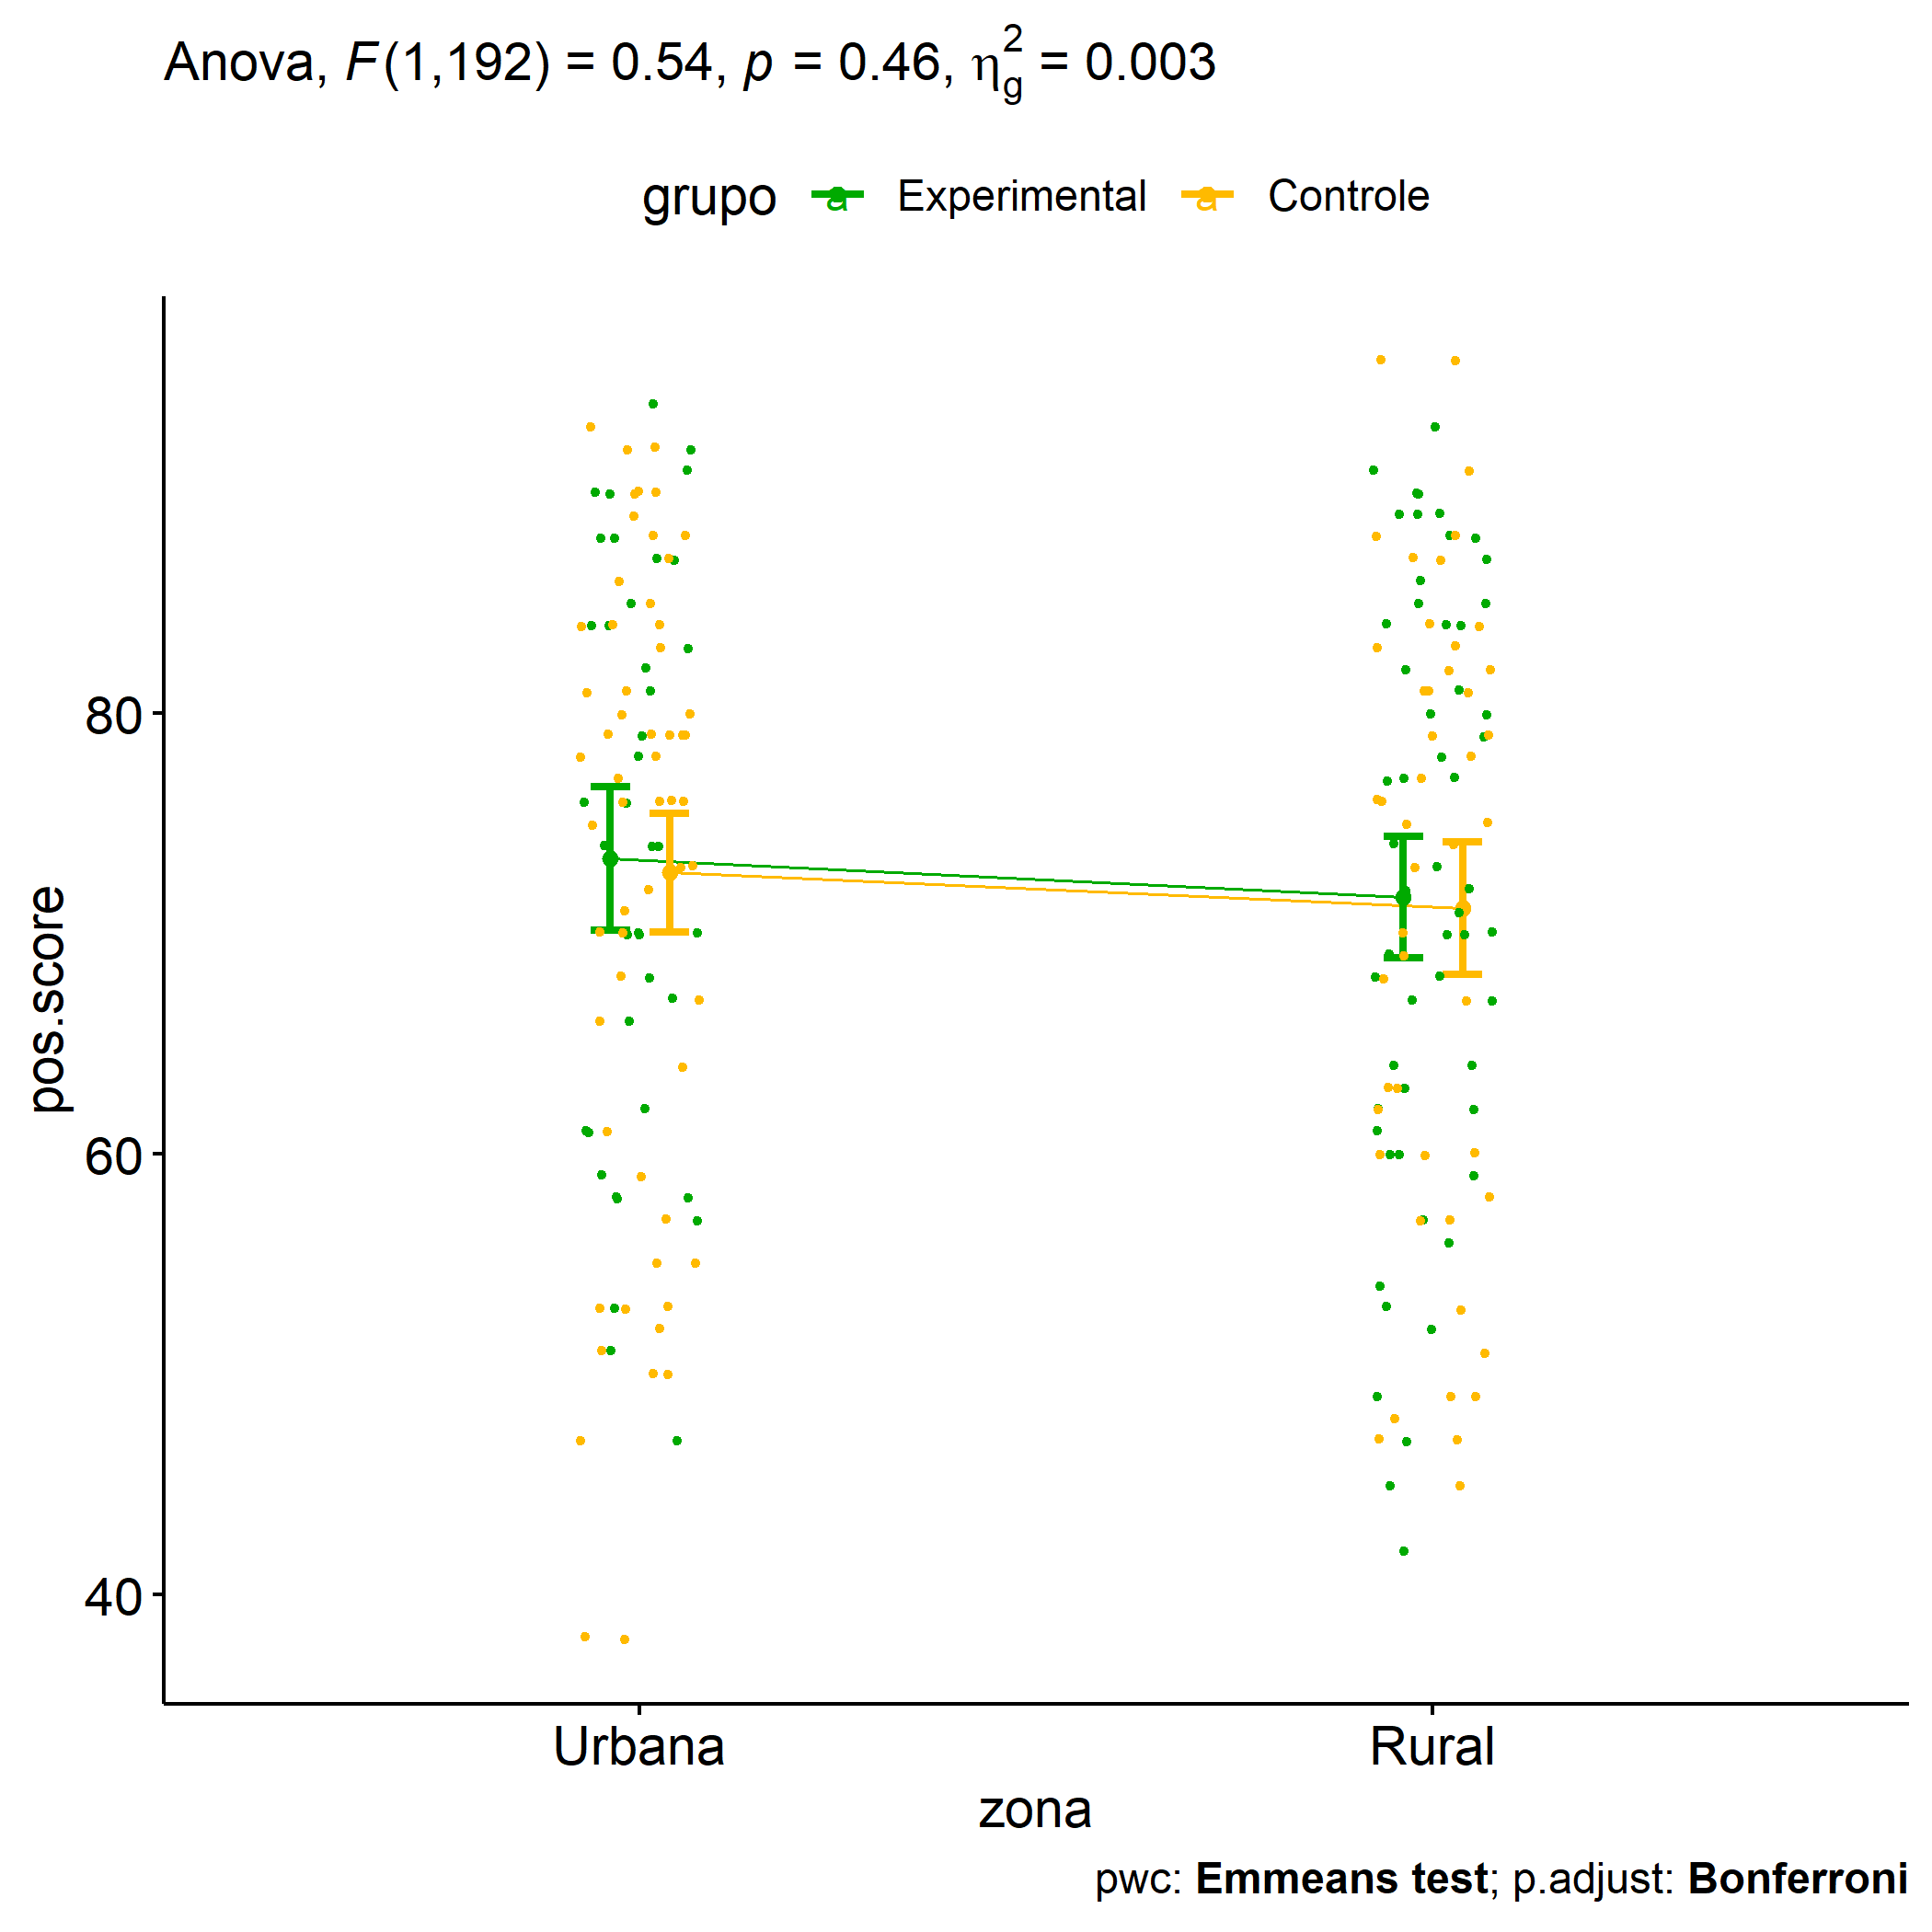 Anova, F(1,192) = 0.54, p = 0.46, η²g = 0.003
grupo a Experimental a Controle
80
60
40
pos.score
Urbana Rural
zona
pwc: Emmeans test; p.adjust: Bonferroni